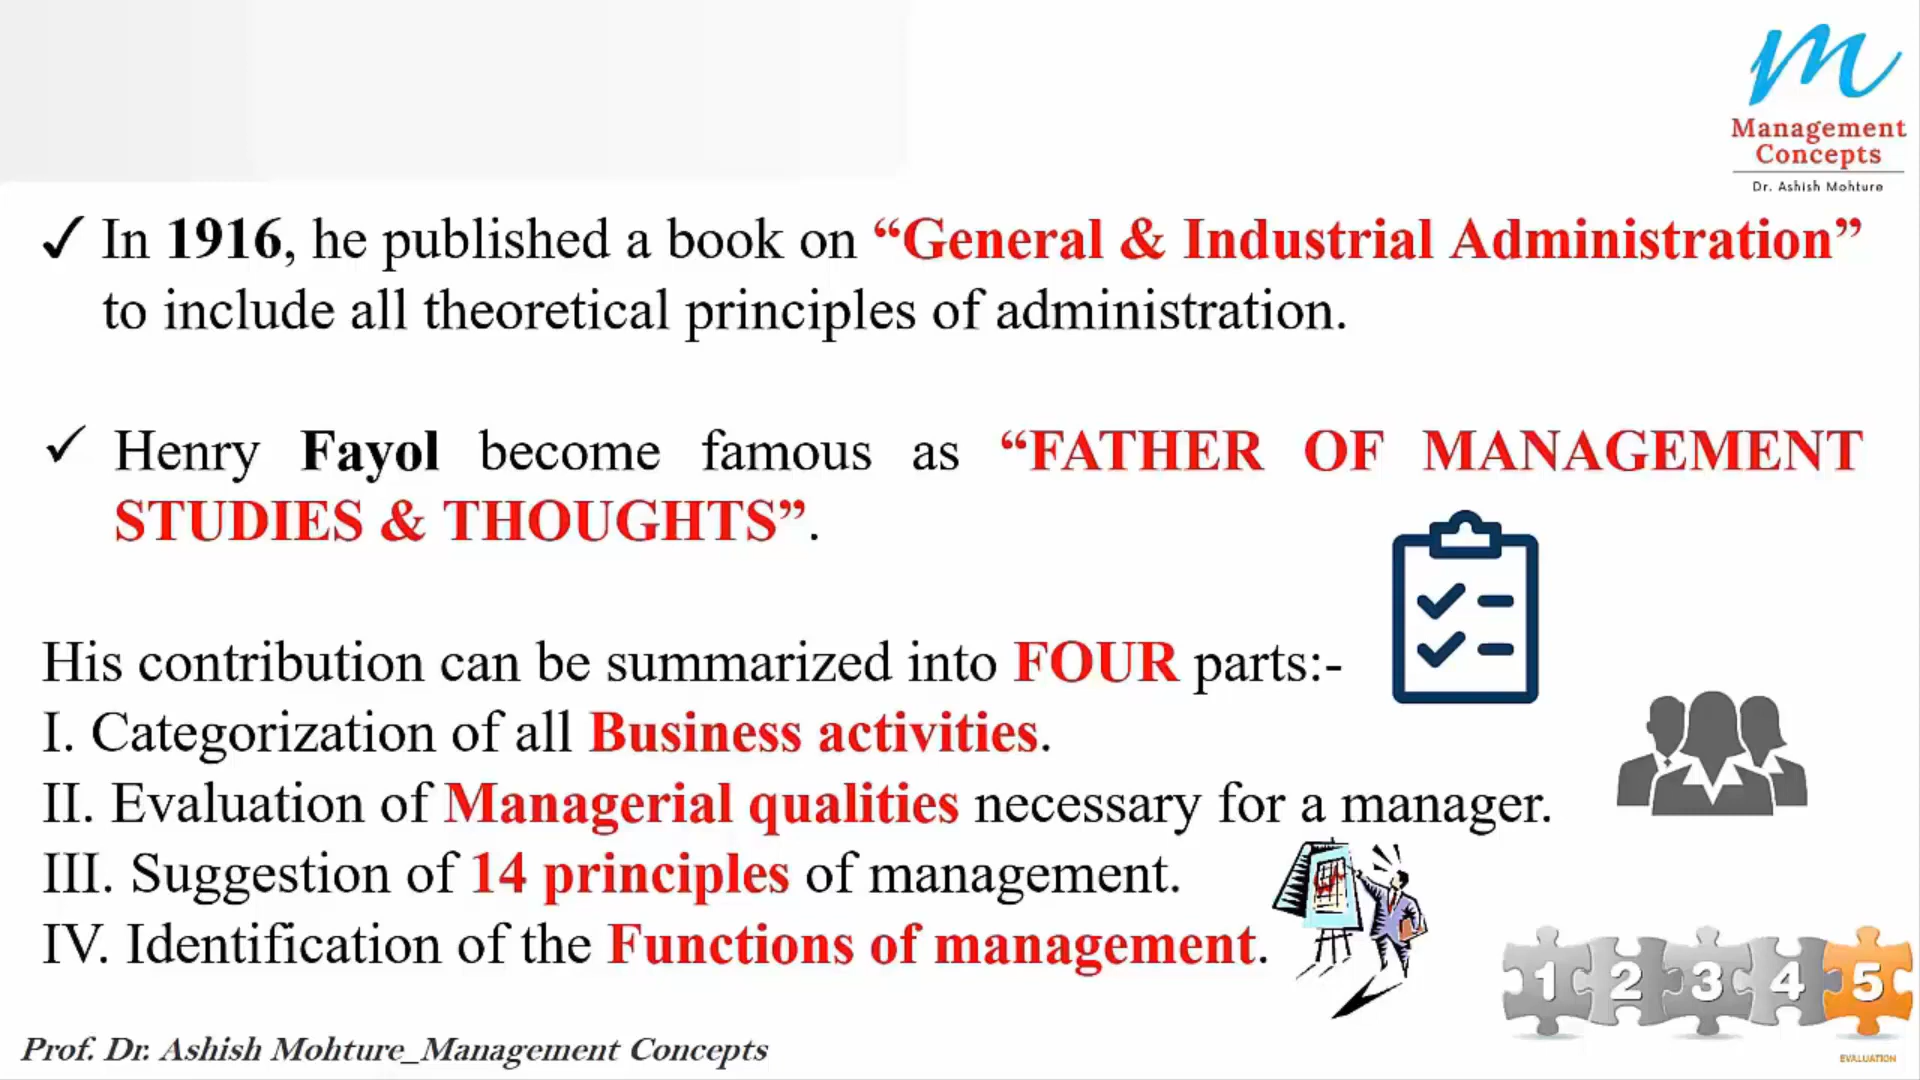 m
Management
Concepts
Dr. Ashish Mohture
✓ In 1916, he published a book on “General & Industrial Administration”
to include all theoretical principles of administration.
✓ Henry Fayol become famous as “FATHER OF MANAGEMENT
STUDIES & THOUGHTS”.
His contribution can be summarized into FOUR parts:-
I. Categorization of all Business activities.
II. Evaluation of Managerial qualities necessary for a manager.
III. Suggestion of 14 principles of management.
IV. Identification of the Functions of management.
1 2 3 4 5
EVALUATION
Prof. Dr. Ashish Mohture_Management Concepts